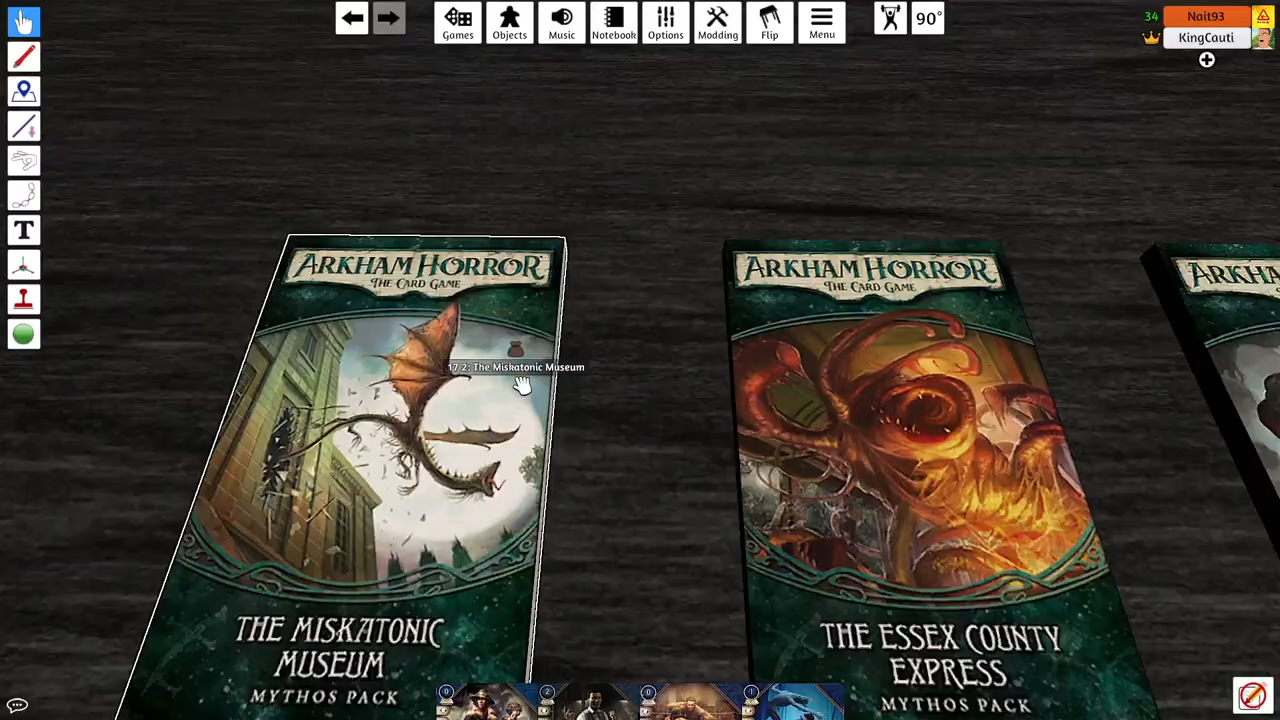 Games
Objects
Music
Notebook
Options
Modding
Flip
Menu
90°
34
Nait93
KingCauti
T
ARKHAM HORROR
THE CARD GAME
17 2: The Miskatonic Museum
THE MISKATONIC
MUSEUM
MYTHOS PACK
ARKHAM HORROR
THE CARD GAME
THE ESSEX COUNTY
EXPRESS
MYTHOS PACK
ARKHA
0
2
0
1